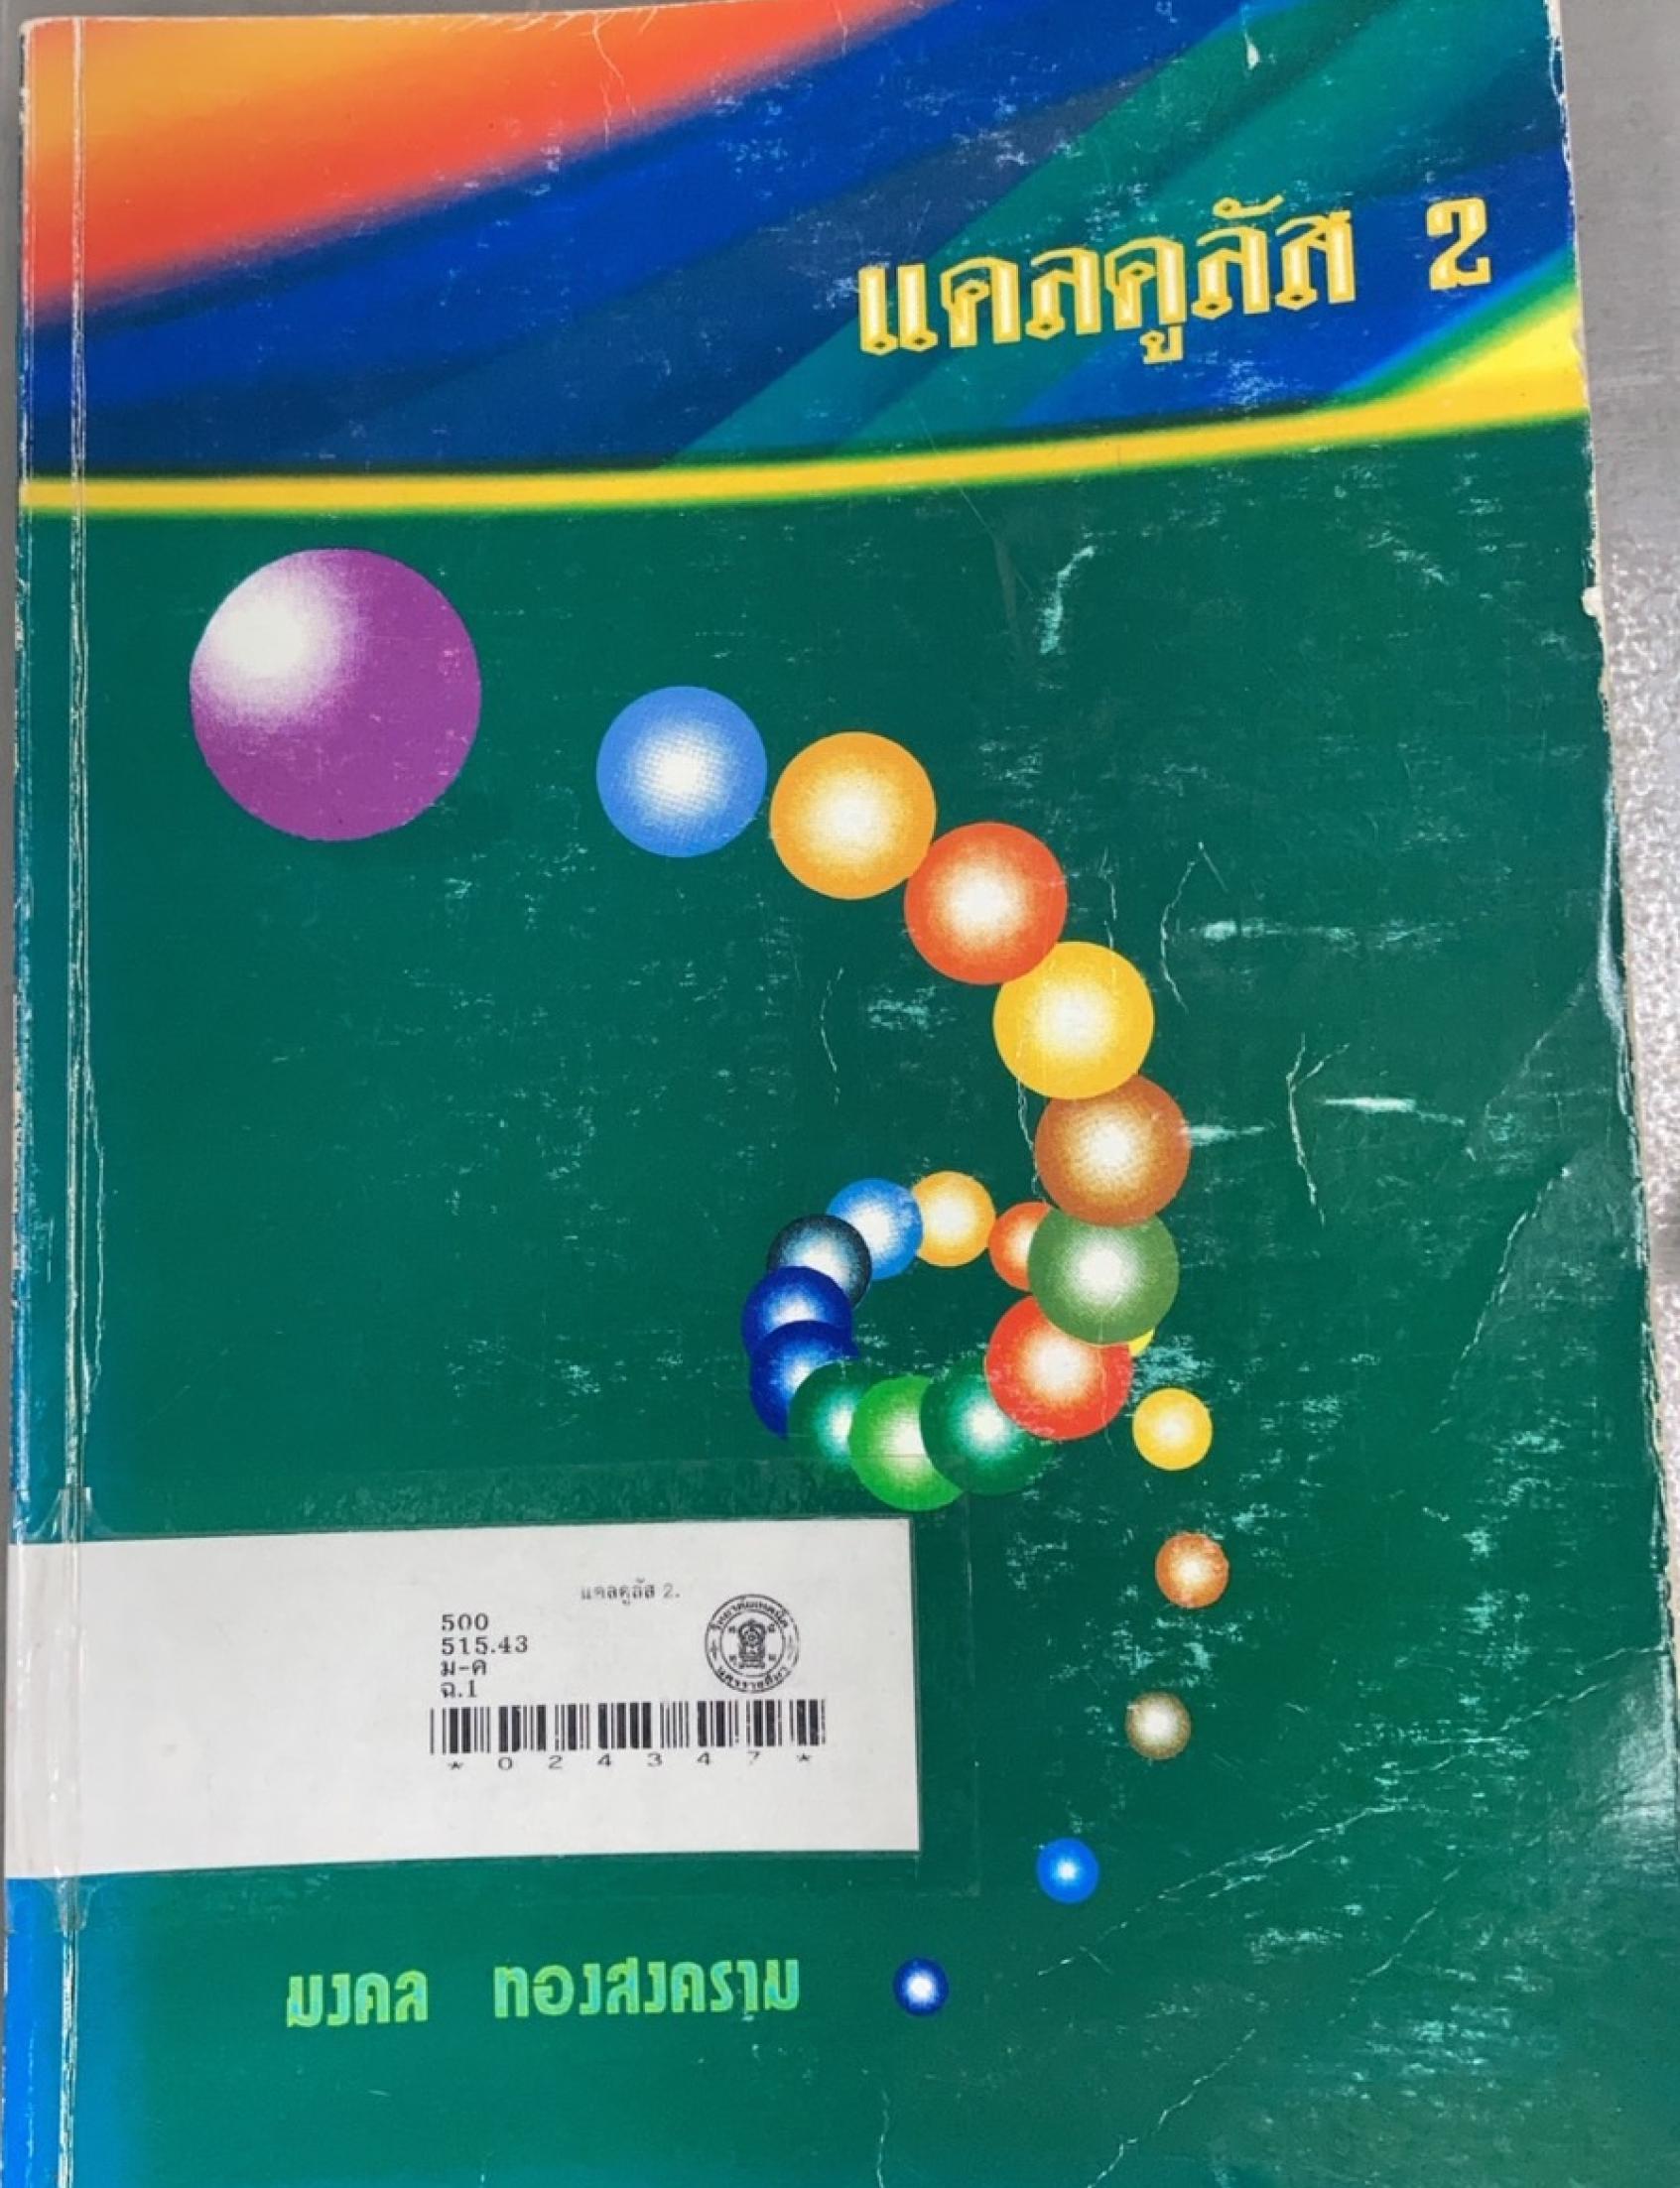 แคลคูลัส 2
แคลคูลัส 2.
500
515.43
ม-ค
ฉ.1
* 0 2 4 3 4 7 *
มงคล ทองสงคราม